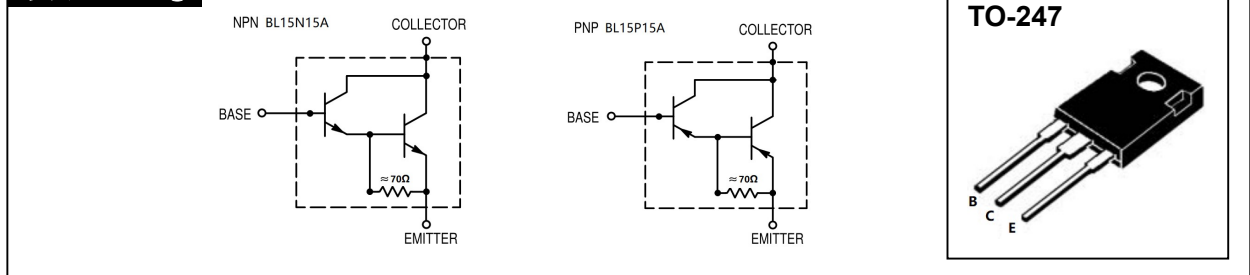 NPN BL15N15A
COLLECTOR
BASE
≈70Ω
EMITTER
PNP BL15P15A
COLLECTOR
BASE
≈70Ω
EMITTER
TO-247
B
C
E